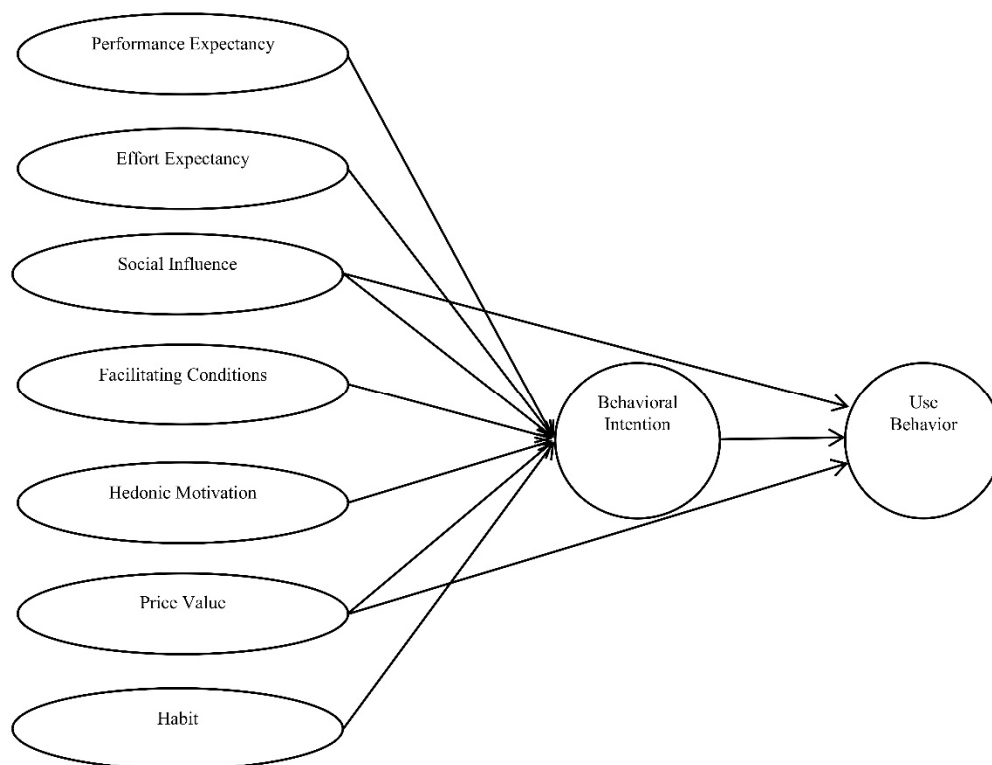 Performance Expectancy
Effort Expectancy
Social Influence
Facilitating Conditions
Hedonic Motivation
Price Value
Habit
Behavioral
Intention
Use
Behavior